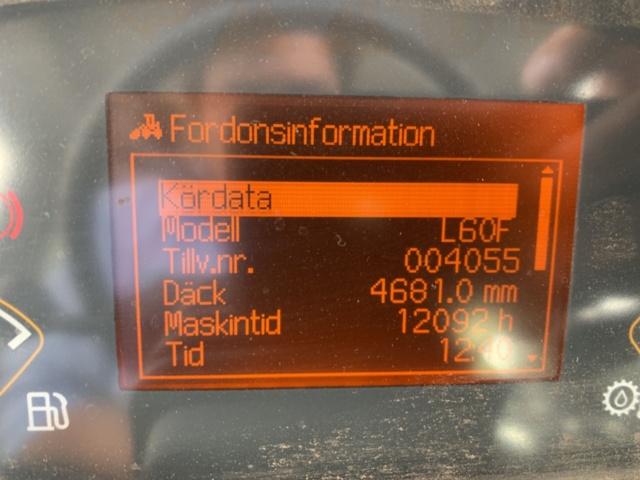 Fordonsinformation
Kördata
Modell L60F
Tillv.nr. 004055
Däck 4681.0 mm
Maskintid 12092 h
Tid